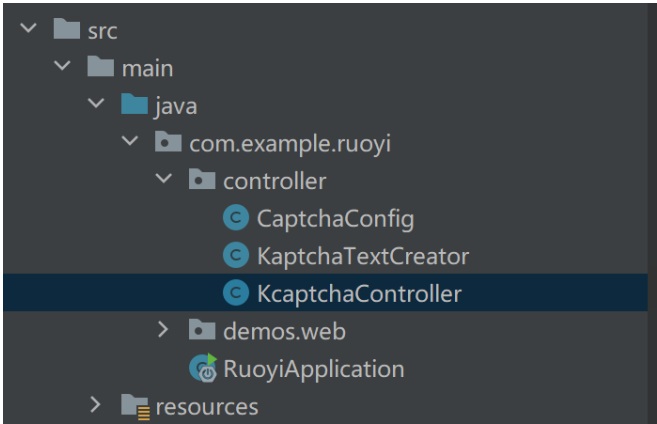 src
main
java
com.example.ruoyi
controller
CaptchaConfig
KaptchaTextCreator
KcaptchaController
demos.web
RuoyiApplication
resources